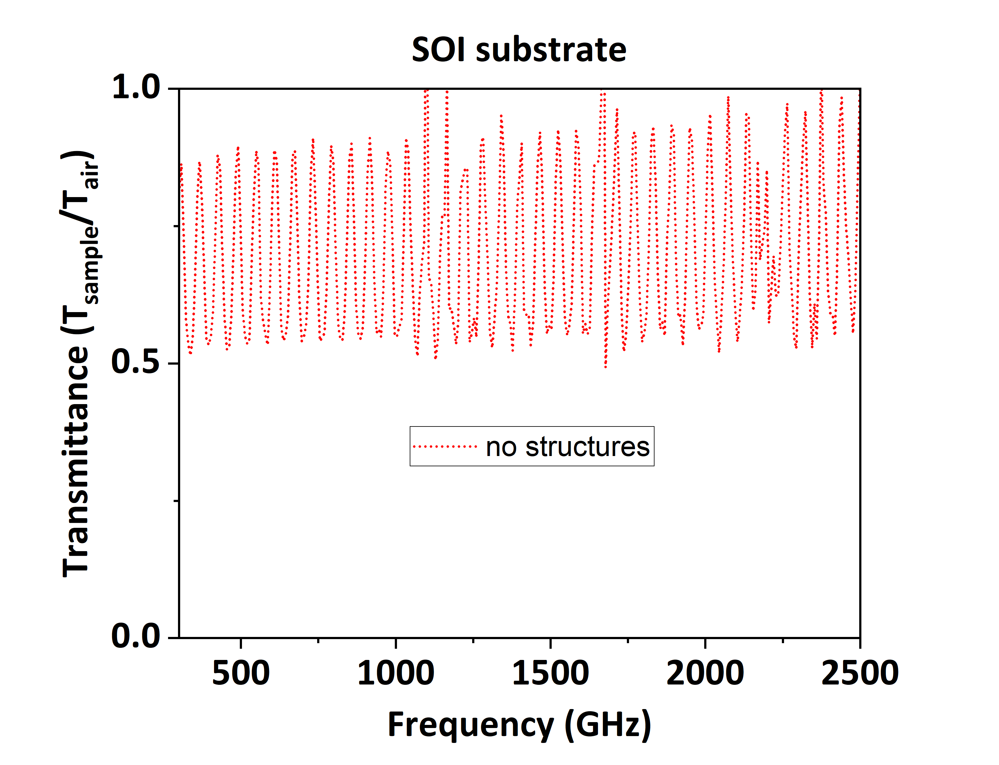 SOI substrate
1.0
0.5
0.0
Transmittance (Tsample/Tair)
no structures
500 1000 1500 2000 2500
Frequency (GHz)